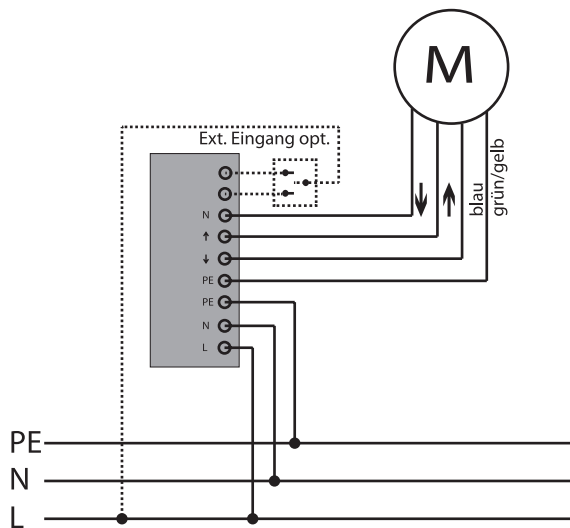 M
Ext. Eingang opt.
blau
grün/gelb
N
↑
↓
PE
PE
N
L
PE
N
L